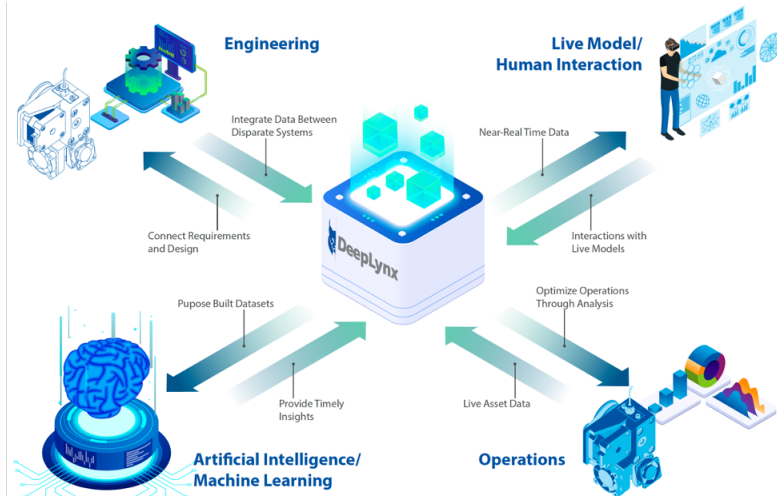 Engineering
Live Model/
Human Interaction
Integrate Data Between
Disparate Systems
Near-Real Time Data
Connect Requirements
and Design
DeepLynx
Interactions with
Live Models
Pupose Built Datasets
Optimize Operations
Through Analysis
Provide Timely
Insights
Live Asset Data
Artificial Intelligence/
Machine Learning
Operations